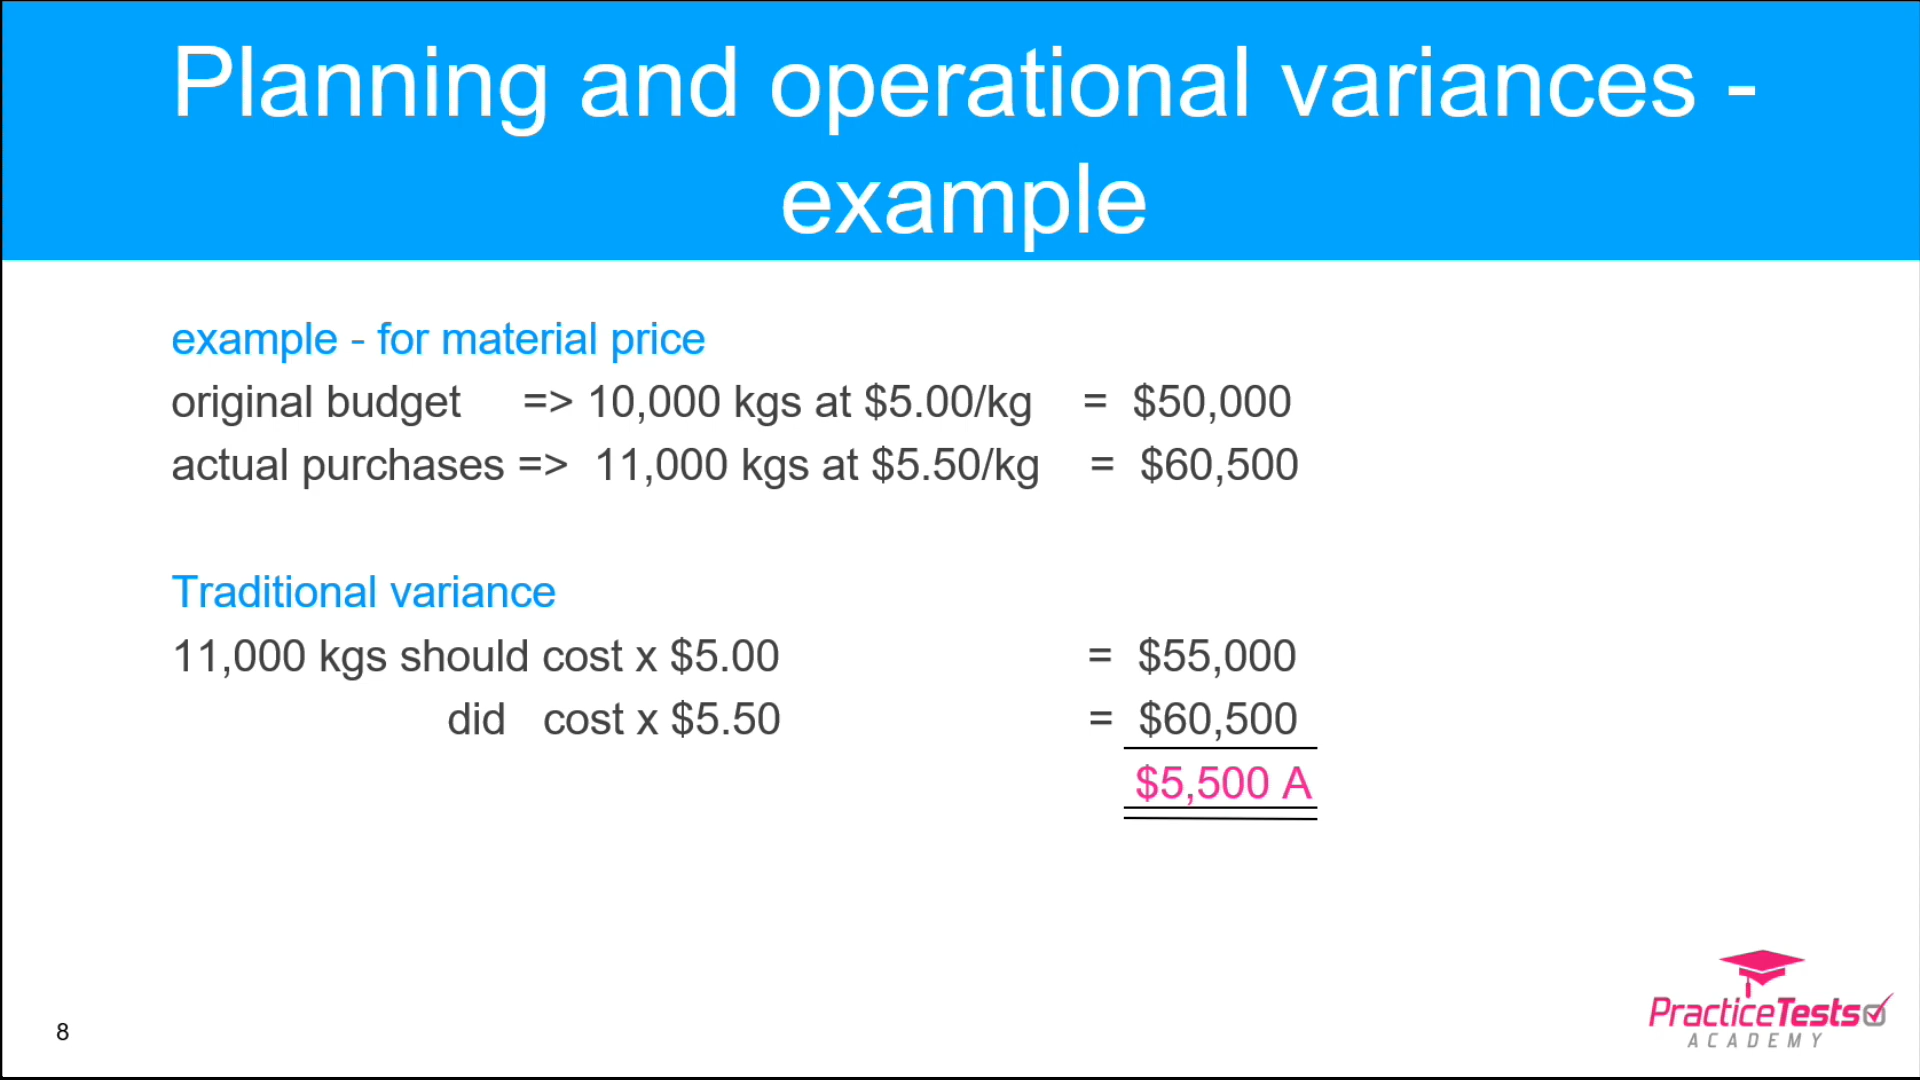 Planning and operational variances -
example
example - for material price
original budget => 10,000 kgs at $5.00/kg = $50,000
actual purchases => 11,000 kgs at $5.50/kg = $60,500
Traditional variance
11,000 kgs should cost x $5.00 = $55,000
did cost x $5.50 = $60,500
$5,500 A
8
PracticeTests
ACADEMY